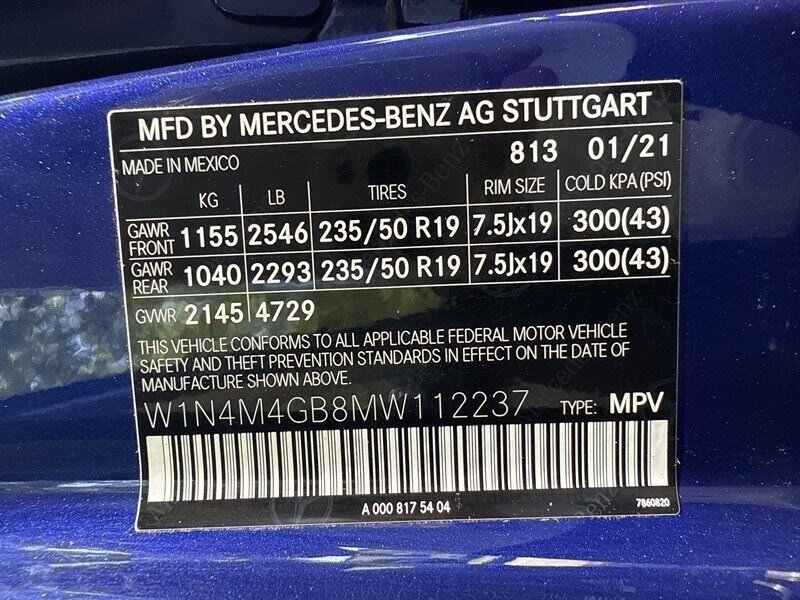 MFD BY MERCEDES-BENZ AG STUTTGART
MADE IN MEXICO 813 01/21
KG LB TIRES RIM SIZE COLD KPA (PSI)
GAWR FRONT 1155 2546 235/50 R19 7.5Jx19 300(43)
GAWR REAR 1040 2293 235/50 R19 7.5Jx19 300(43)
GVWR 2145 4729
THIS VEHICLE CONFORMS TO ALL APPLICABLE FEDERAL MOTOR VEHICLE
SAFETY AND THEFT PREVENTION STANDARDS IN EFFECT ON THE DATE OF
MANUFACTURE SHOWN ABOVE.
W1N4M4GB8MW112237 TYPE: MPV
A 000 817 54 04 7860820